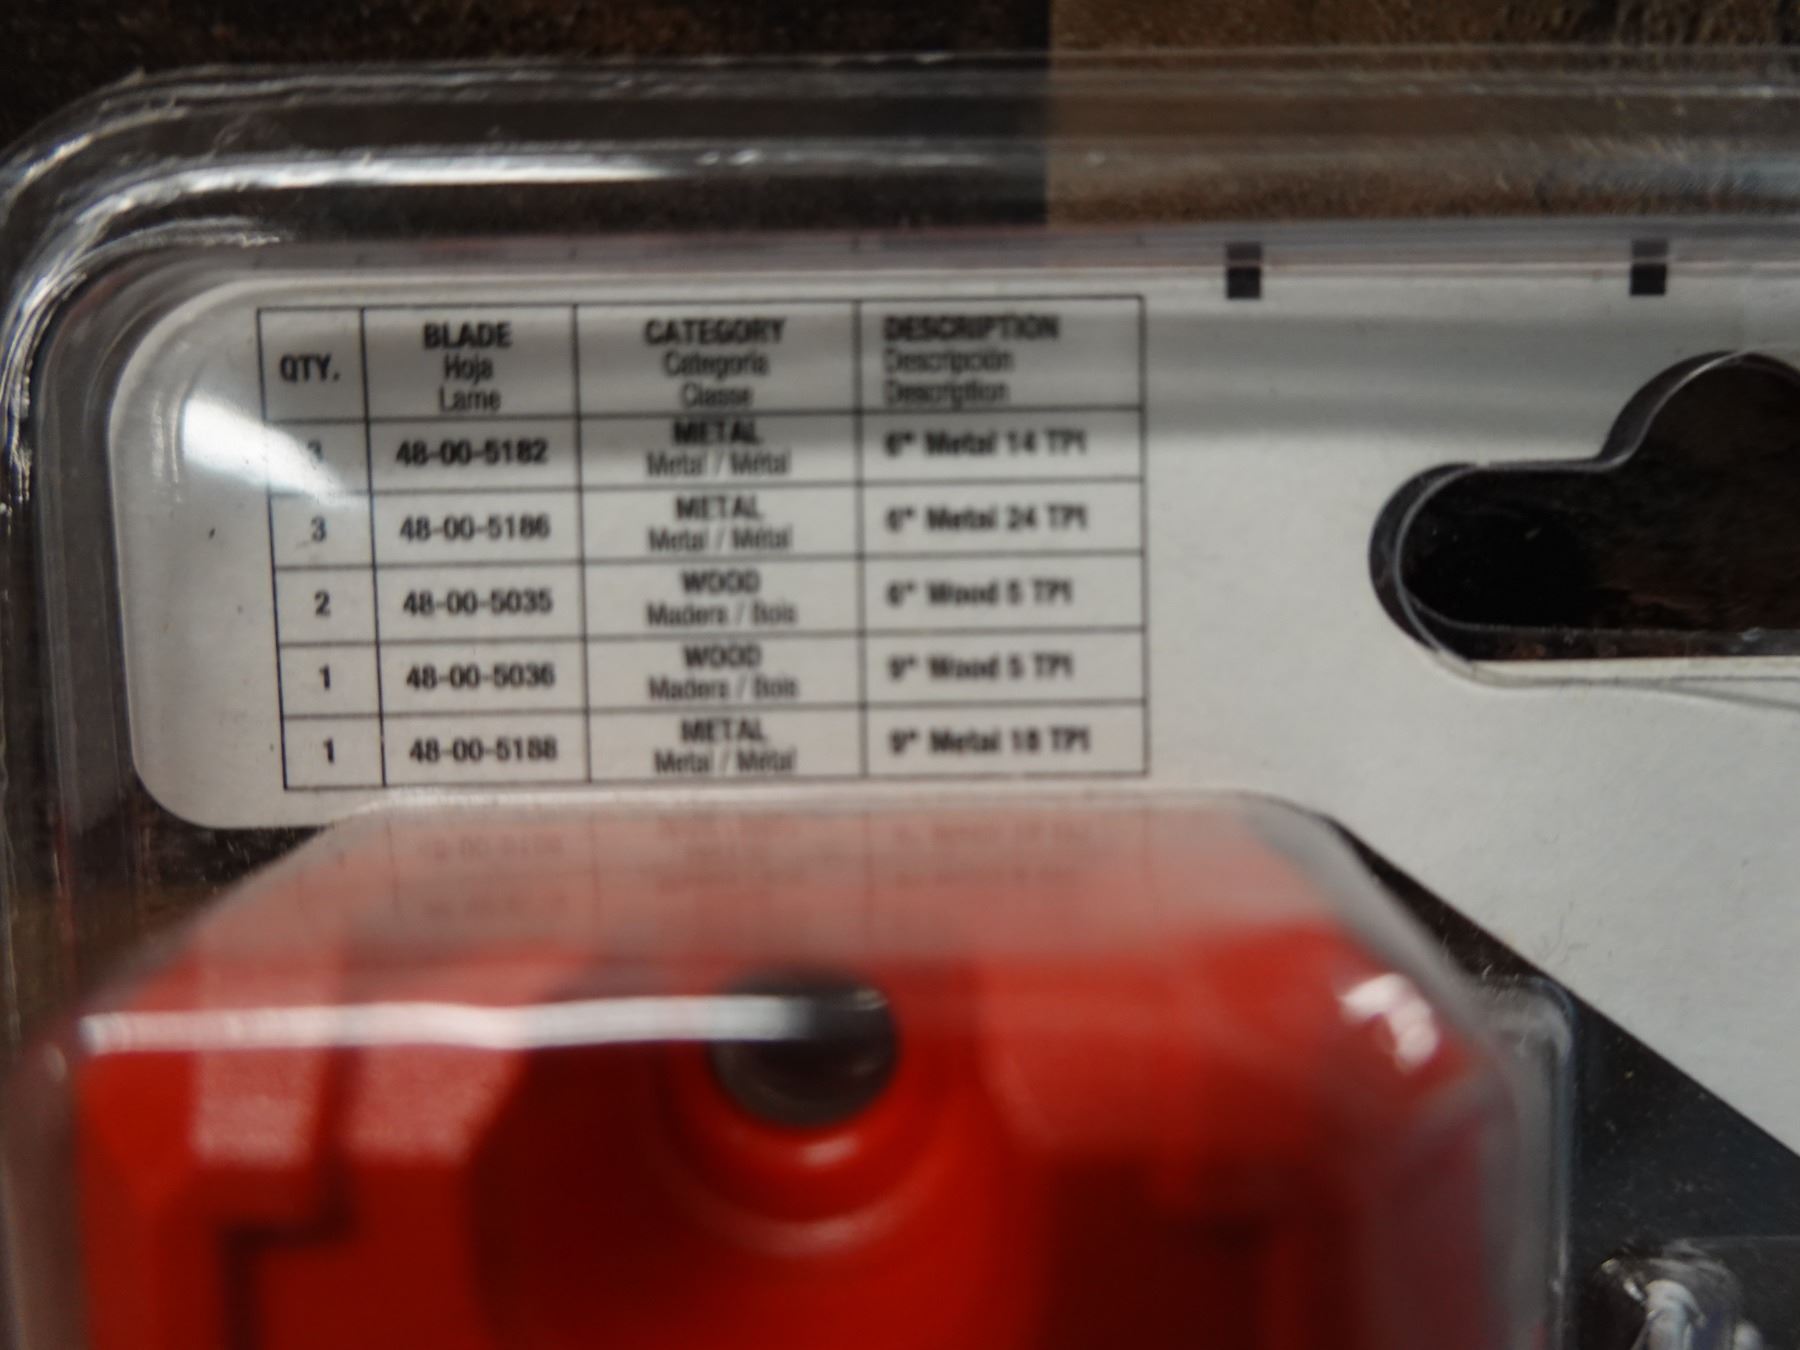 QTY.
BLADE
Hoja
Lame
CATEGORY
Categoría
Classe
DESCRIPTION
Descripción
Description
3 48-00-5182 METAL 6" Metal 14 TPI
Metal / Métal
3 48-00-5186 METAL 6" Metal 24 TPI
Metal / Métal
2 48-00-5035 WOOD 6" Wood 5 TPI
Madera / Bois
1 48-00-5036 WOOD 9" Wood 5 TPI
Madera / Bois
1 48-00-5188 METAL 9" Metal 18 TPI
Metal / Métal